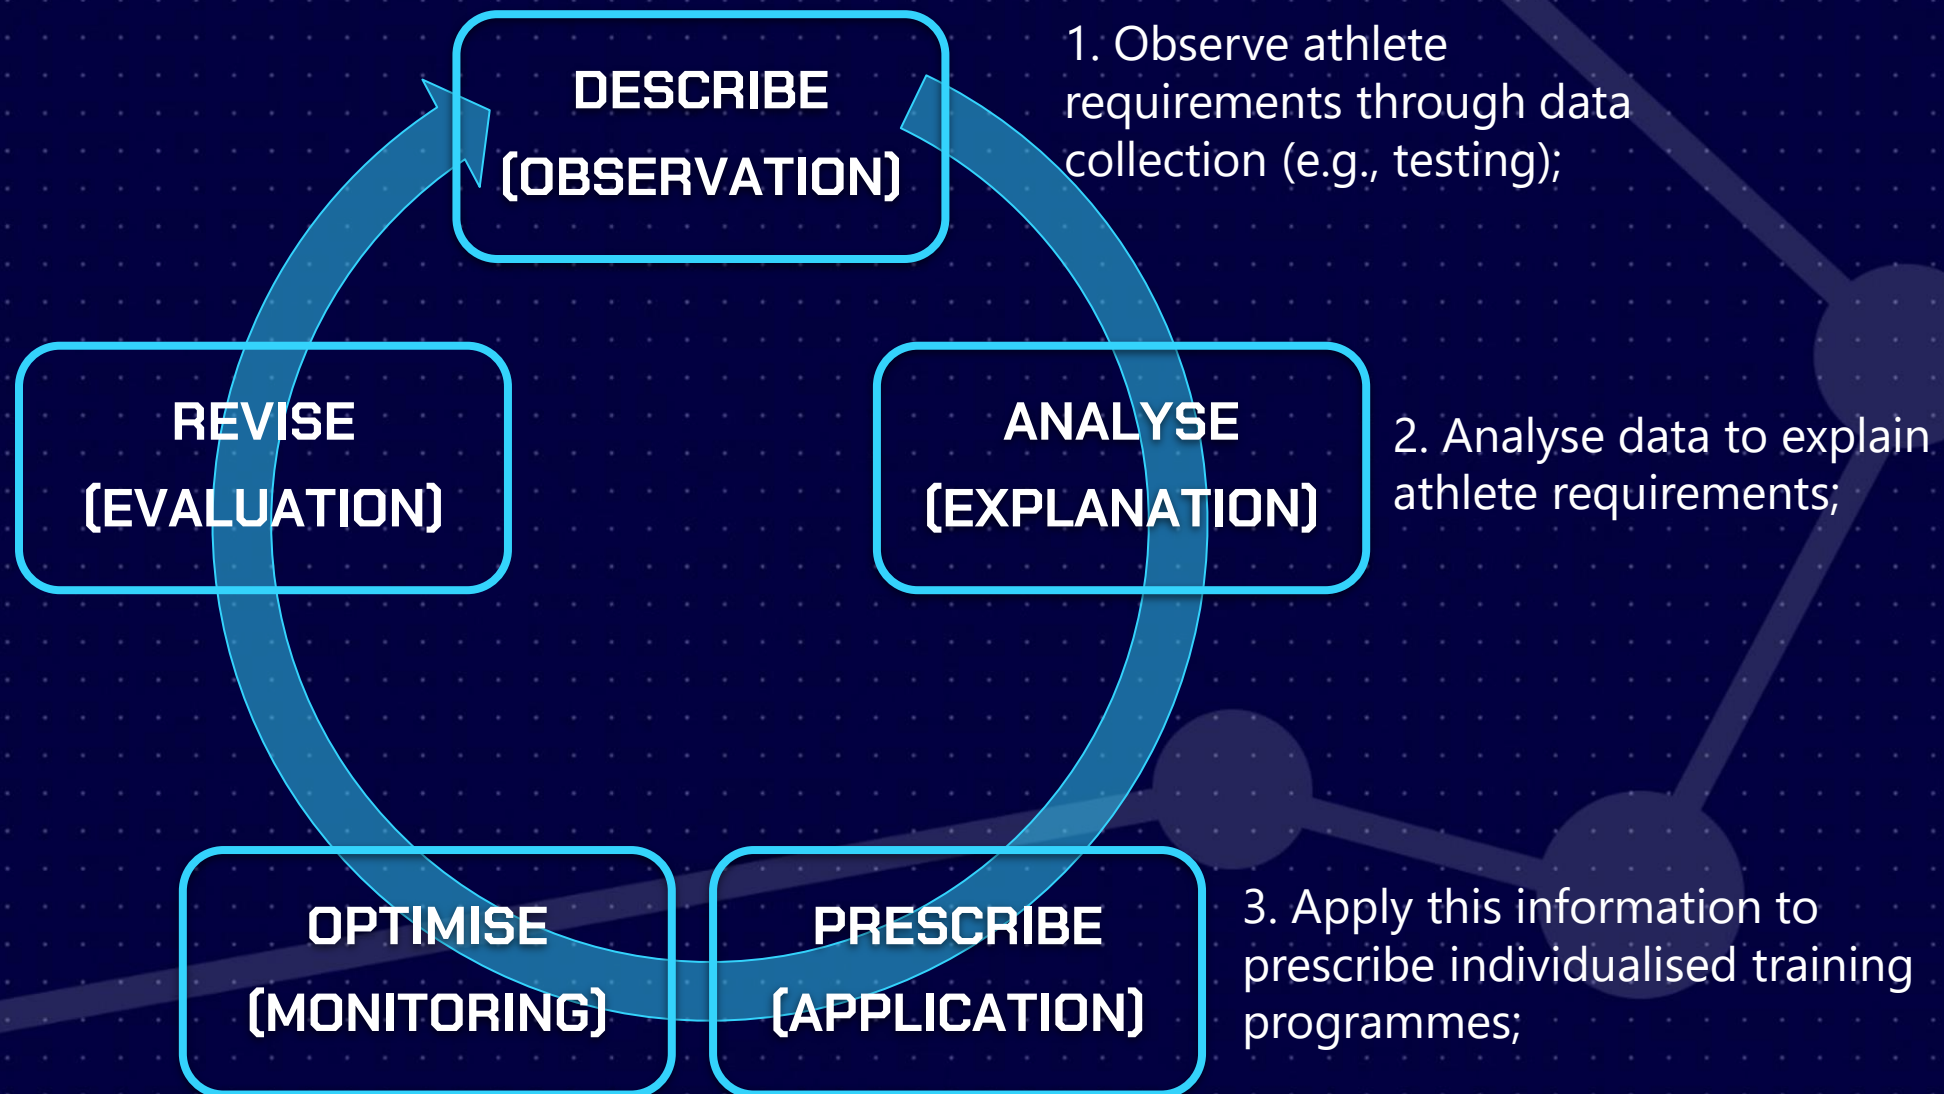 DESCRIBE
(OBSERVATION)
1. Observe athlete
requirements through data
collection (e.g., testing);
REVISE
(EVALUATION)
ANALYSE
(EXPLANATION)
2. Analyse data to explain
athlete requirements;
OPTIMISE
(MONITORING)
PRESCRIBE
(APPLICATION)
3. Apply this information to
prescribe individualised training
programmes;